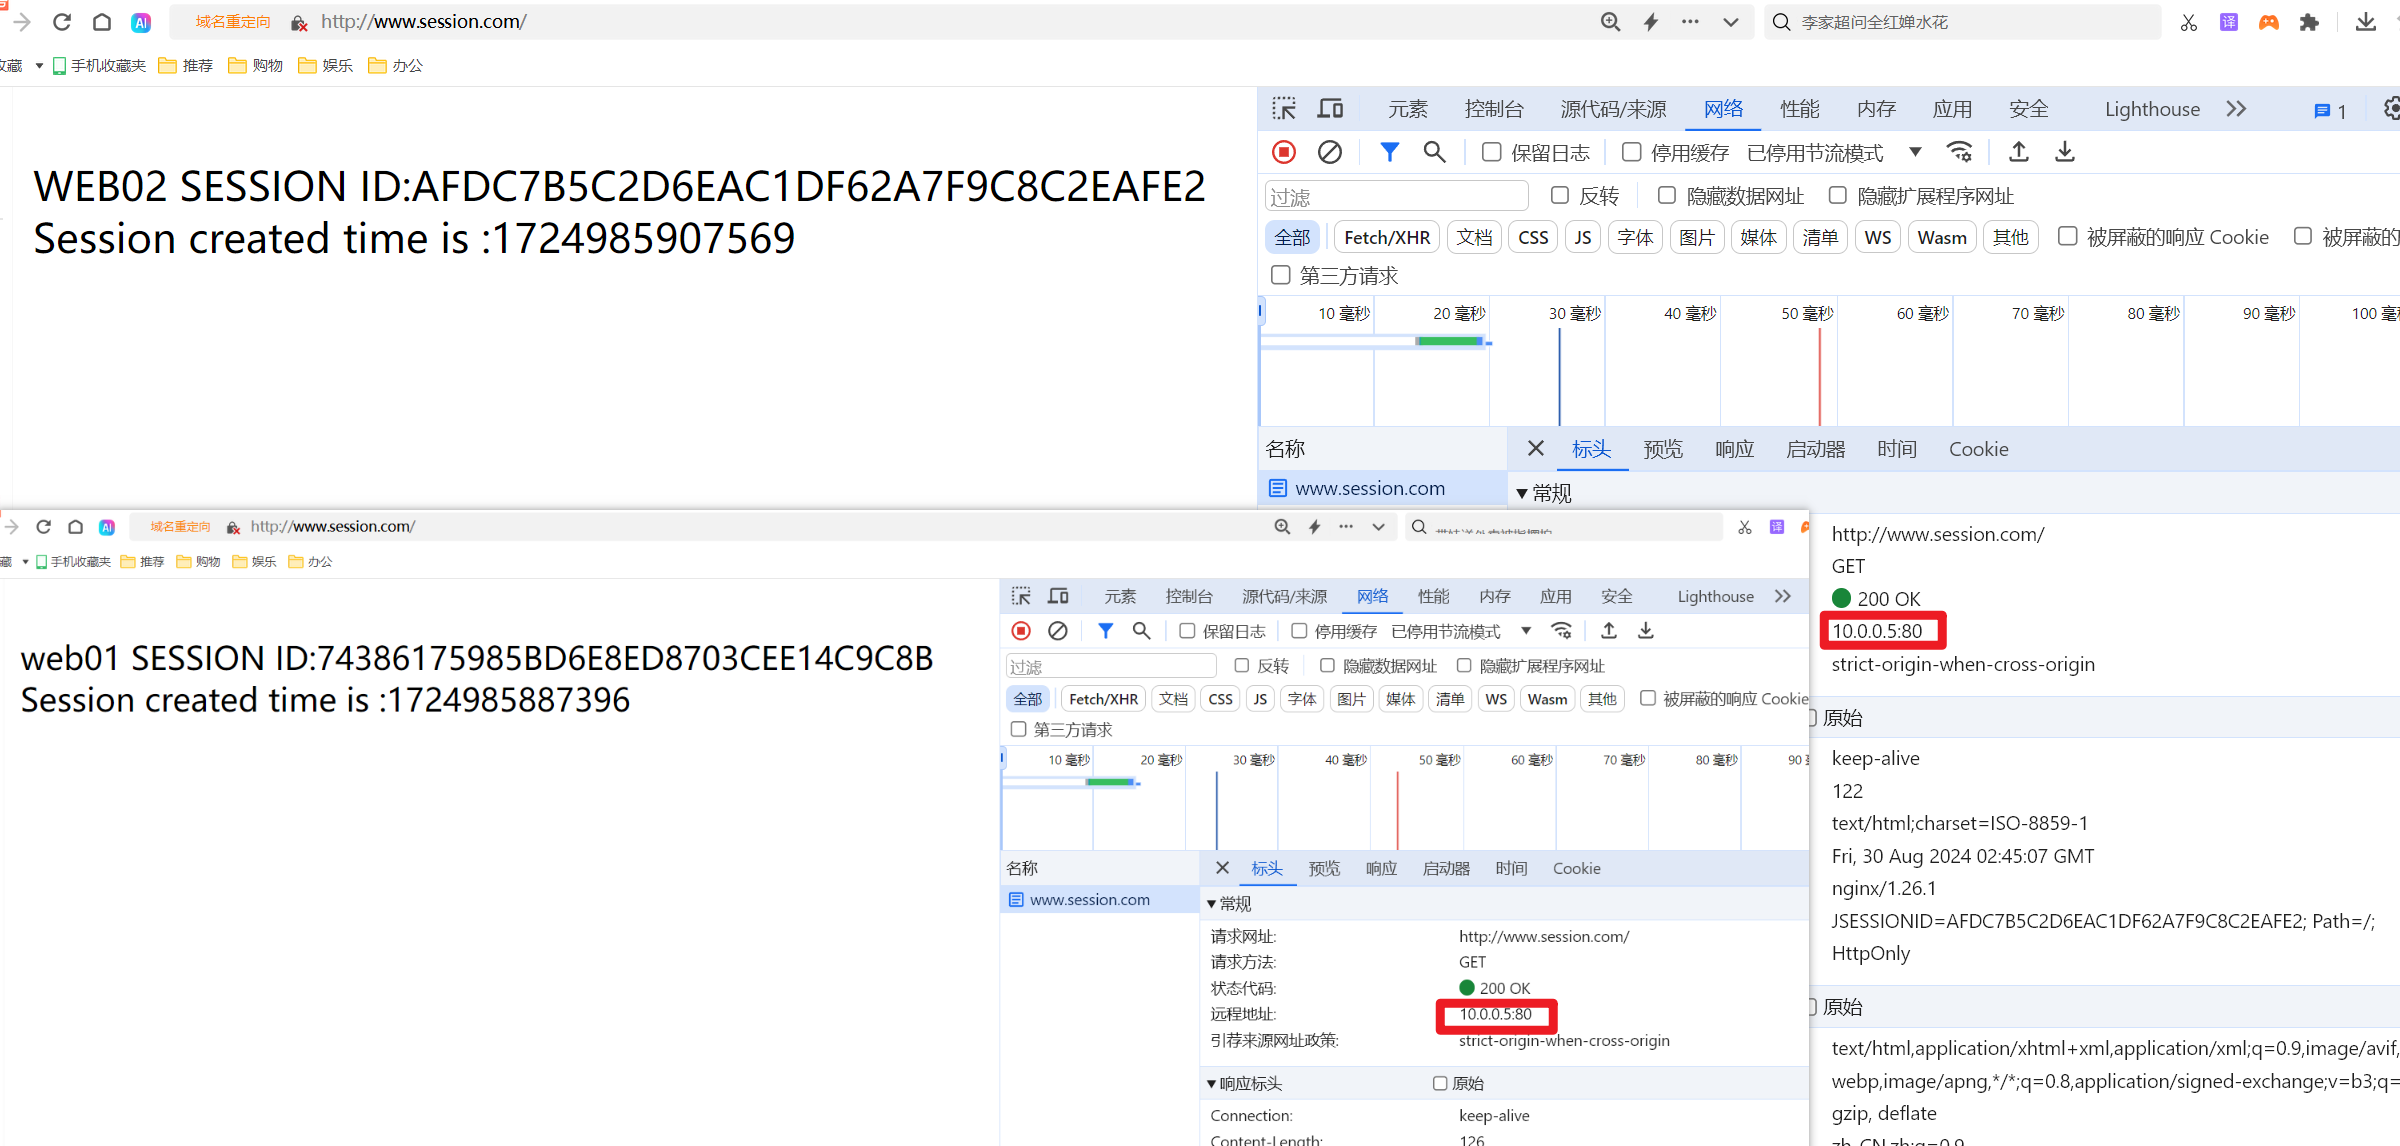 域名重定向 http://www.session.com/ 李家超问全红婵水花 译
收藏 手机收藏夹 推荐 购物 娱乐 办公
WEB02 SESSION ID:AFDC7B5C2D6EAC1DF62A7F9C8C2EAFE2
Session created time is :1724985907569
元素 控制台 源代码/来源 网络 性能 内存 应用 安全 Lighthouse 1
保留日志 停用缓存 已停用节流模式
过滤 反转 隐藏数据网址 隐藏扩展程序网址
全部 Fetch/XHR 文档 CSS JS 字体 图片 媒体 清单 WS Wasm 其他 被屏蔽的响应 Cookie 被屏蔽的
第三方请求
10 毫秒 20 毫秒 30 毫秒 40 毫秒 50 毫秒 60 毫秒 70 毫秒 80 毫秒 90 毫秒 100 毫
名称 标头 预览 响应 启动器 时间 Cookie
www.session.com 常规
http://www.session.com/
GET
200 OK
10.0.0.5:80
strict-origin-when-cross-origin
原始
keep-alive
122
text/html;charset=ISO-8859-1
Fri, 30 Aug 2024 02:45:07 GMT
nginx/1.26.1
JSESSIONID=AFDC7B5C2D6EAC1DF62A7F9C8C2EAFE2; Path=/;
HttpOnly
原始
text/html,application/xhtml+xml,application/xml;q=0.9,image/avif,
webp,image/apng,*/*;q=0.8,application/signed-exchange;v=b3;q=
gzip, deflate
zh-CN,zh;q=0.9
AI 域名重定向 http://www.session.com/ 译
藏 手机收藏夹 推荐 购物 娱乐 办公
web01 SESSION ID:74386175985BD6E8ED8703CEE14C9C8B
Session created time is :1724985887396
元素 控制台 源代码/来源 网络 性能 内存 应用 安全 Lighthouse
保留日志 停用缓存 已停用节流模式
过滤 反转 隐藏数据网址 隐藏扩展程序网址
全部 Fetch/XHR 文档 CSS JS 字体 图片 媒体 清单 WS Wasm 其他 被屏蔽的响应 Cookie
第三方请求
10 毫秒 20 毫秒 30 毫秒 40 毫秒 50 毫秒 60 毫秒 70 毫秒 80 毫秒 90
名称 标头 预览 响应 启动器 时间 Cookie
www.session.com 常规
请求网址: http://www.session.com/
请求方法: GET
状态代码: 200 OK
远程地址: 10.0.0.5:80
引荐来源网址政策: strict-origin-when-cross-origin
响应标头 原始
Connection: keep-alive
Content-Length: 126